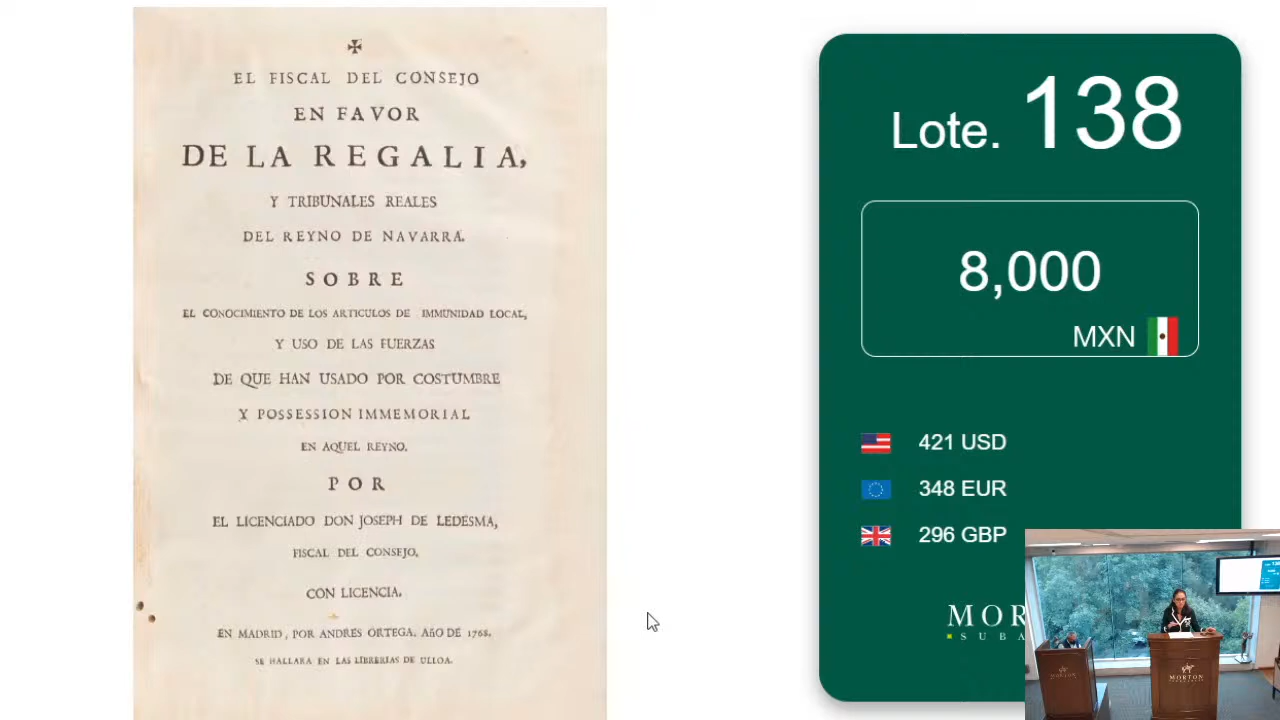 ✠
EL FISCAL DEL CONSEJO
EN FAVOR
DE LA REGALIA,
Y TRIBUNALES REALES
DEL REYNO DE NAVARRA.
SOBRE
EL CONOCIMIENTO DE LOS ARTICULOS DE IMMUNIDAD LOCAL,
Y USO DE LAS FUERZAS
DE QUE HAN USADO POR COSTUMBRE
Y POSSESSION IMMEMORIAL
EN AQUEL REYNO.
POR
EL LICENCIADO DON JOSEPH DE LEDESMA,
FISCAL DEL CONSEJO.
CON LICENCIA.
EN MADRID, POR ANDRES ORTEGA. AñO DE 1768.
SE HALLARA EN LAS LIBRERIAS DE ULLOA.
Lote. 138
8,000
MXN
421 USD
348 EUR
296 GBP
MOR
SUBA
MORTON